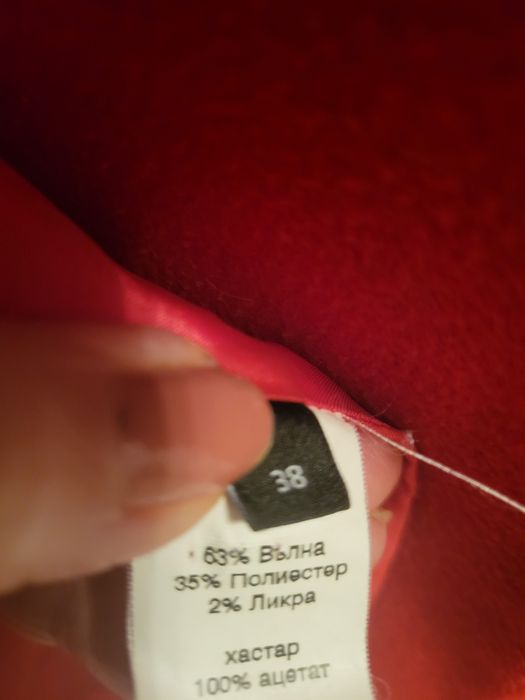 38
63% Вълна
35% Полиестер
2% Ликра
хастар
100% ацетат